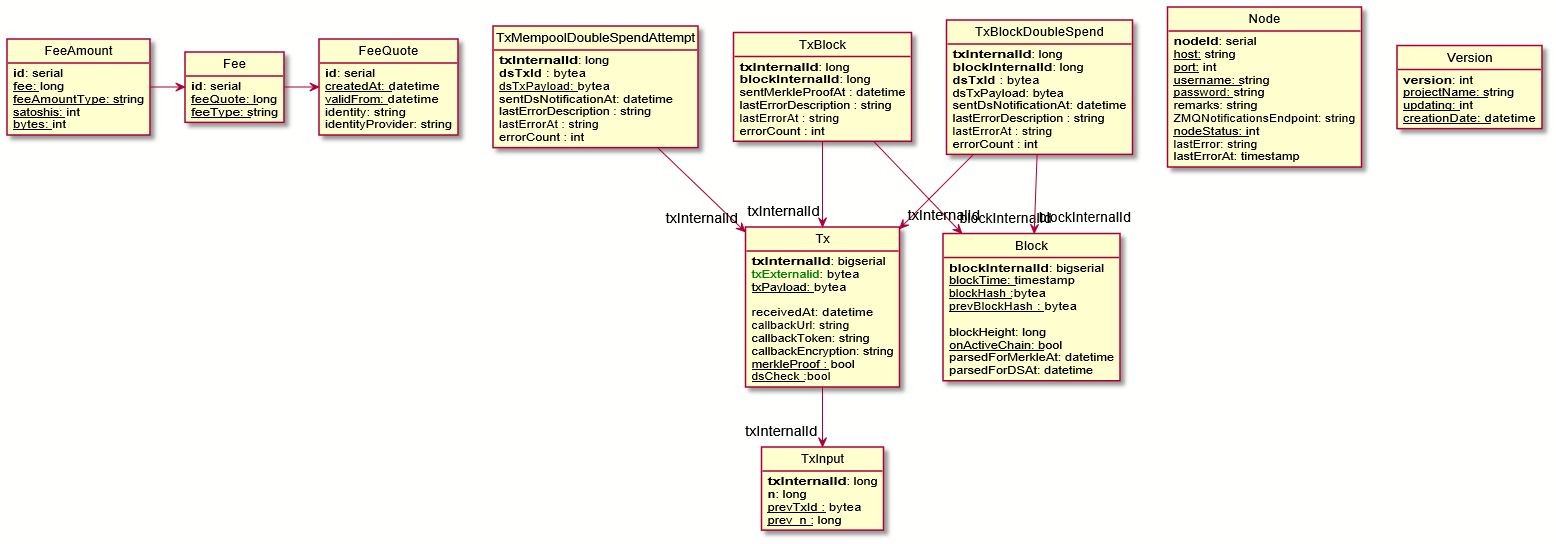 FeeAmount
id: serial
fee: long
feeAmountType: string
satoshis: int
bytes: int
Fee
id: serial
feeQuote: long
feeType: string
FeeQuote
id: serial
createdAt: datetime
validFrom: datetime
identity: string
identityProvider: string
TxMempoolDoubleSpendAttempt
txInternalId: long
dsTxId : bytea
dsTxPayload: bytea
sentDsNotificationAt: datetime
lastErrorDescription : string
lastErrorAt : string
errorCount : int
TxBlock
txInternalId: long
blockInternalId: long
sentMerkleProofAt : datetime
lastErrorDescription : string
lastErrorAt : string
errorCount : int
TxBlockDoubleSpend
txInternalId: long
blockInternalId: long
dsTxId : bytea
dsTxPayload: bytea
sentDsNotificationAt: datetime
lastErrorDescription : string
lastErrorAt : string
errorCount : int
Node
nodeId: serial
host: string
port: int
username: string
password: string
remarks: string
ZMQNotificationsEndpoint: string
nodeStatus: int
lastError: string
lastErrorAt: timestamp
Version
version: int
projectName: string
updating: int
creationDate: datetime
txInternalId
txInternalId
txInternalId
blockInternalId
blockInternalId
Tx
txInternalId: bigserial
txExternalid: bytea
txPayload: bytea
receivedAt: datetime
callbackUrl: string
callbackToken: string
callbackEncryption: string
merkleProof : bool
dsCheck :bool
Block
blockInternalId: bigserial
blockTime: timestamp
blockHash :bytea
prevBlockHash : bytea
blockHeight: long
onActiveChain: bool
parsedForMerkleAt: datetime
parsedForDSAt: datetime
txInternalId
TxInput
txInternalId: long
n: long
prevTxId : bytea
prev_n : long